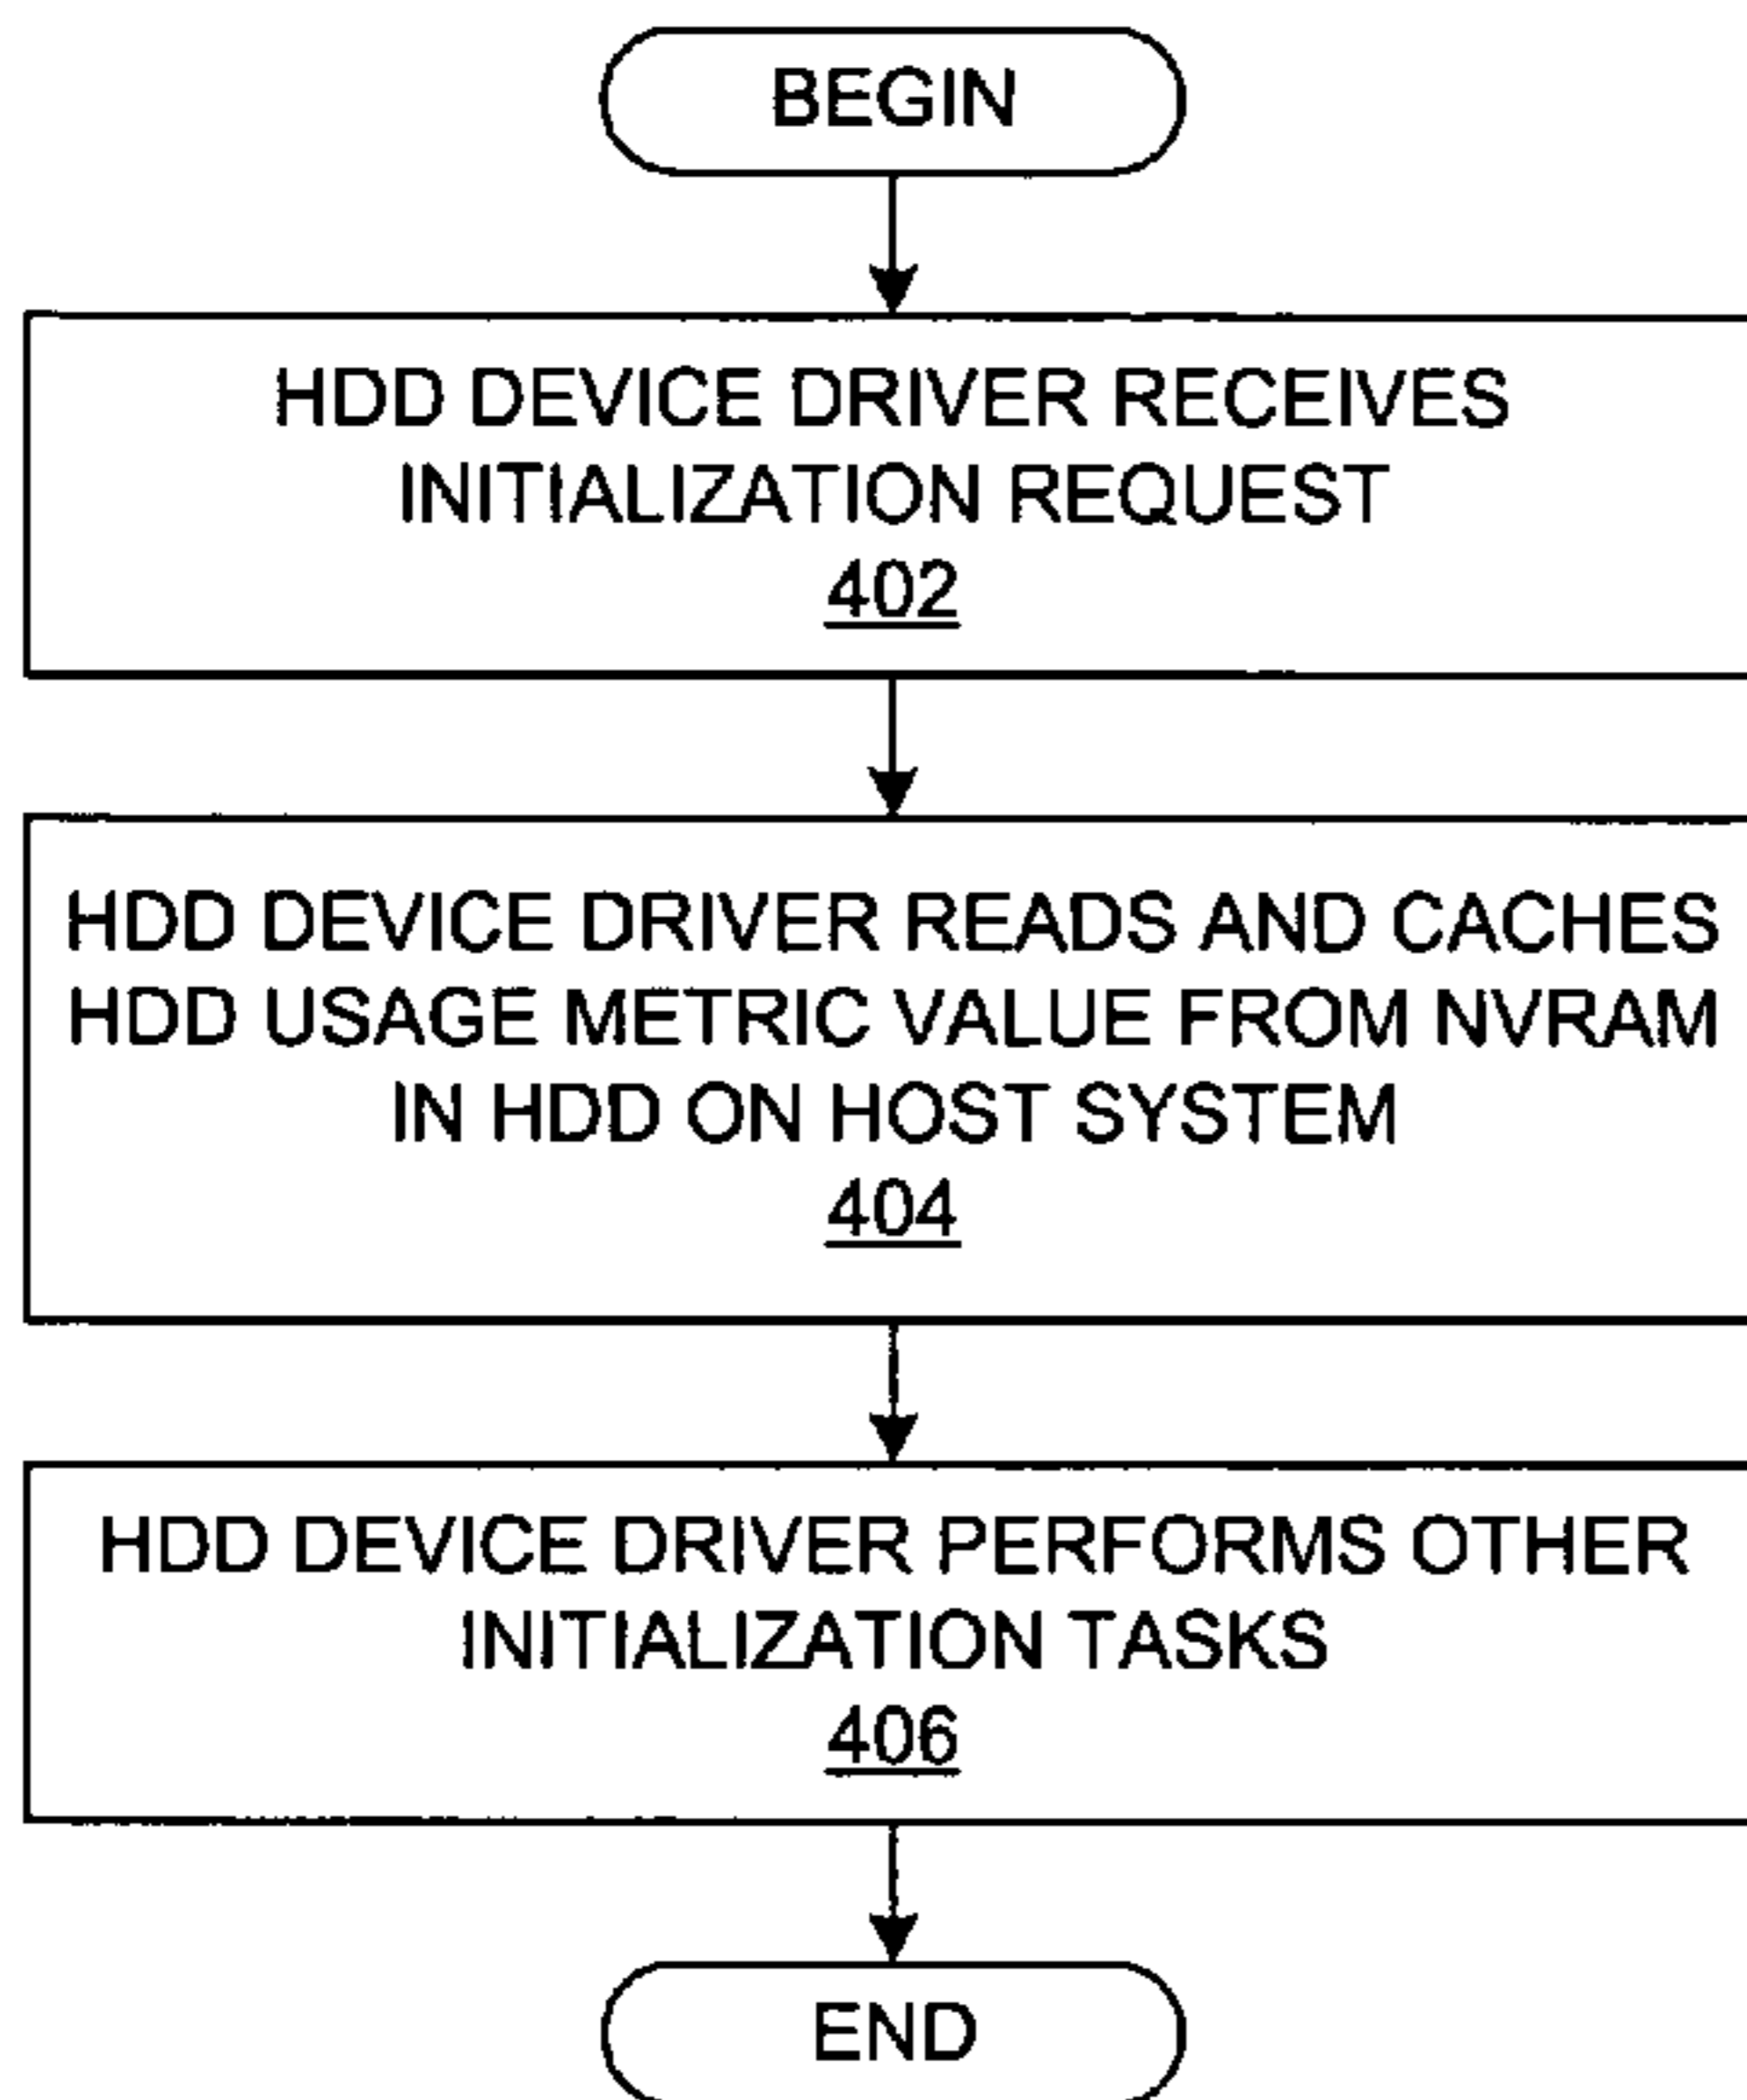 BEGIN
HDD DEVICE DRIVER RECEIVES
INITIALIZATION REQUEST
402
HDD DEVICE DRIVER READS AND CACHES
HDD USAGE METRIC VALUE FROM NVRAM
IN HDD ON HOST SYSTEM
404
HDD DEVICE DRIVER PERFORMS OTHER
INITIALIZATION TASKS
406
END